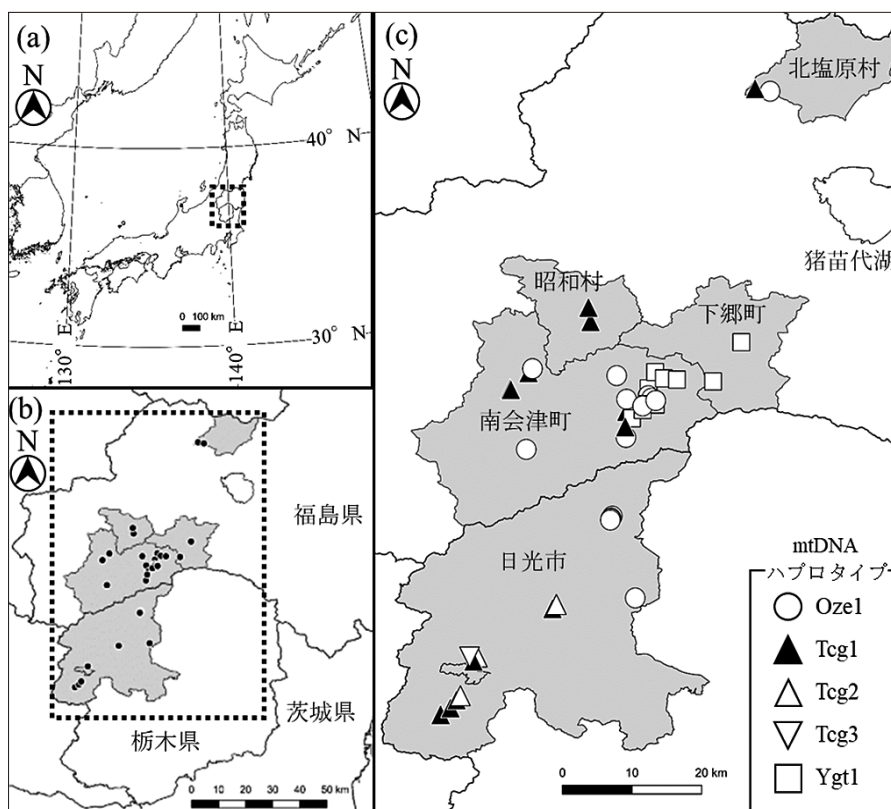 (a)
N
40° N
0 100 km
30°
130° E
140° E
(b)
N
福島県
茨城県
栃木県
0 10 20 30 40 50 km
(c)
N
北塩原村
猪苗代湖
昭和村
下郷町
南会津町
日光市
mtDNA
ハプロタイプ
Oze1
Tcg1
Tcg2
Tcg3
Ygt1
0 10 20 km